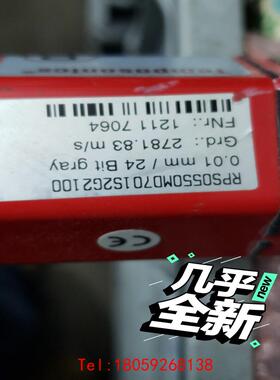 Temposonics
RPS0550MD701S2G2100
0.01 mm / 24 Bit gray
Grd.: 2781.83 m/s
FNr.: 1211 7064
CE
几乎
全新
new
Tel:18059268138